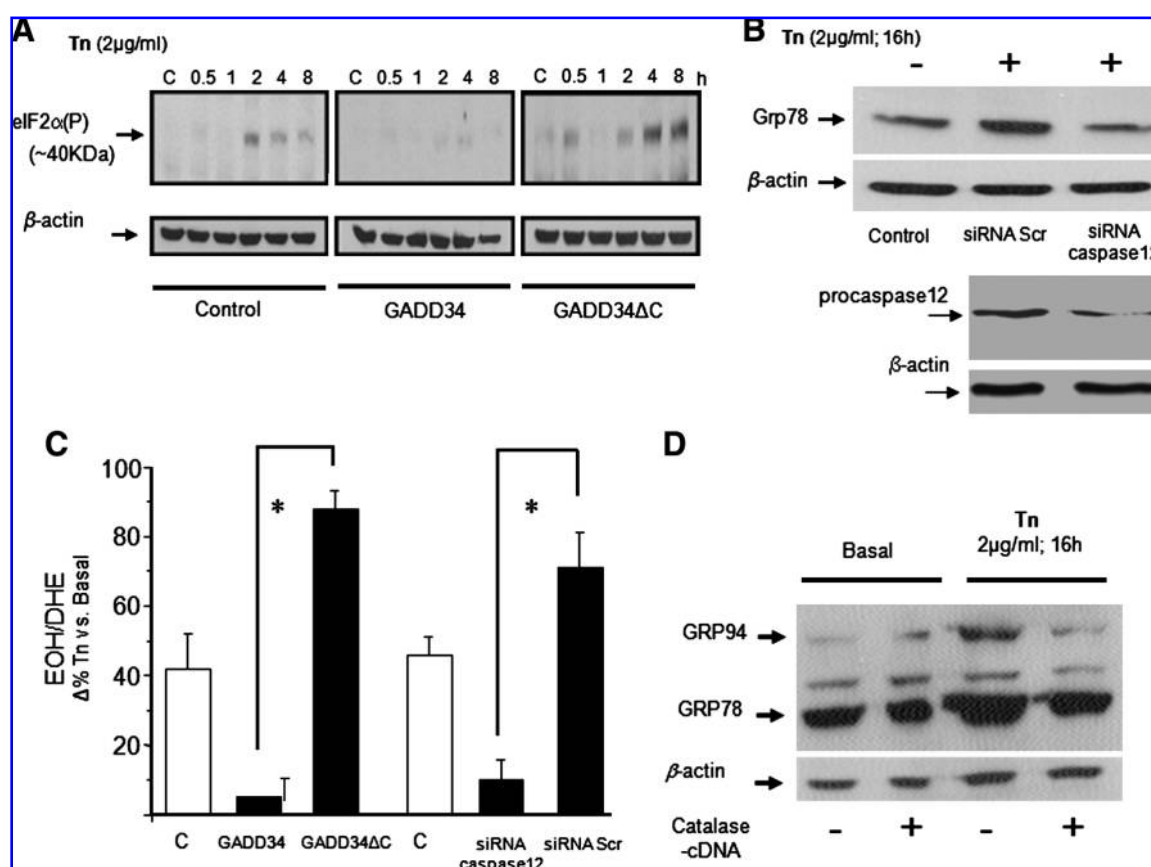 A
Tn (2µg/ml)
C 0.5 1 2 4 8 C 0.5 1 2 4 8 C 0.5 1 2 4 8 h
eIF2α(P)
(~40KDa)
β-actin
Control GADD34 GADD34ΔC
B
Tn (2µg/ml; 16h)
- + +
Grp78
β-actin
Control siRNA Scr siRNA
caspase12
procaspase12
β-actin
C
EOH/DHE
Δ% Tn vs. Basal
100
80
60
40
20
* *
C GADD34 GADD34ΔC C siRNA
caspase12 siRNA Scr
D
Basal Tn
2µg/ml; 16h
GRP94
GRP78
β-actin
Catalase
-cDNA - + - +